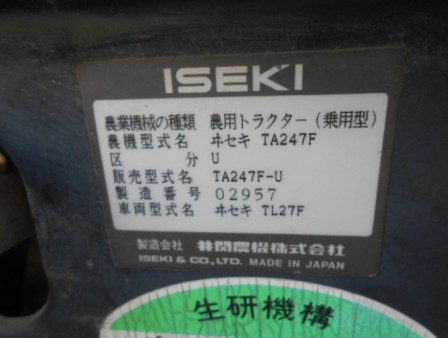 ISEKI
農業機械の種類 農用トラクター(乗用型)
農機型式名 ヰセキ TA247F
区分 U
販売型式名 TA247F-U
製造番号 02957
車両型式名 ヰセキ TL27F
製造会社 井関農機株式会社
ISEKI & CO., LTD. MADE IN JAPAN
生研機構